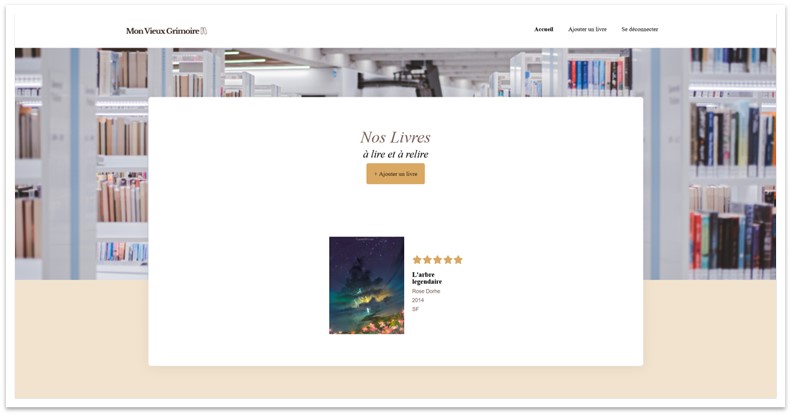 Mon Vieux Grimoire
Accueil Ajouter un livre Se déconnecter
Nos Livres
à lire et à relire
+ Ajouter un livre
L'arbre
legendaire
Rose Dorhe
2014
SF